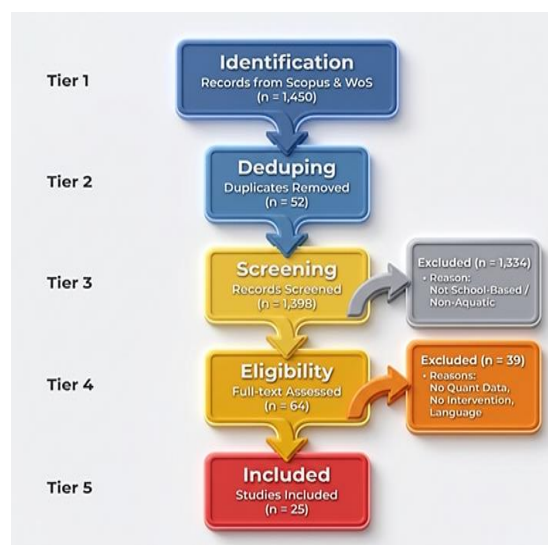 Tier 1
Identification
Records from Scopus & WoS
(n = 1,450)
Tier 2
Deduping
Duplicates Removed
(n = 52)
Tier 3
Screening
Records Screened
(n = 1,398)
Excluded (n = 1,334)
• Reason:
Not School-Based /
Non-Aquatic
Tier 4
Eligibility
Full-text Assessed
(n = 64)
Excluded (n = 39)
• Reasons:
No Quant Data,
No Intervention,
Language
Tier 5
Included
Studies Included
(n = 25)